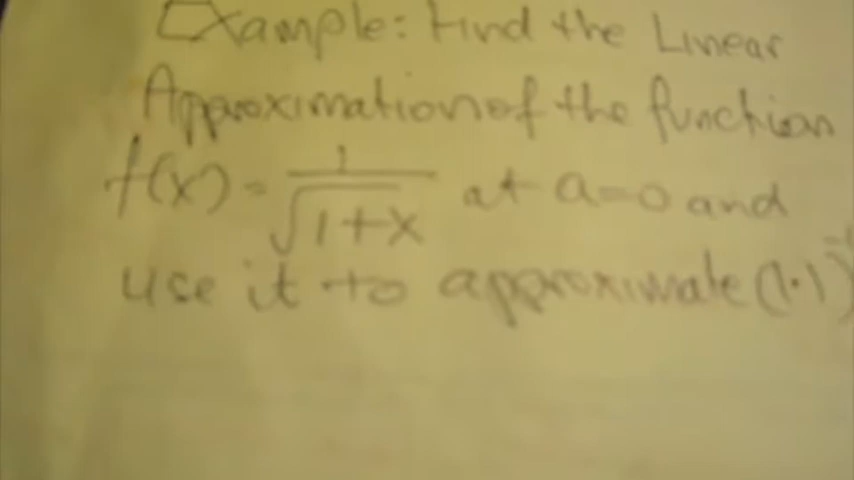 Example: Find the Linear
Approximation of the function
f(x) = 1/√(1+x) at a=0 and
use it to approximate (1.1)